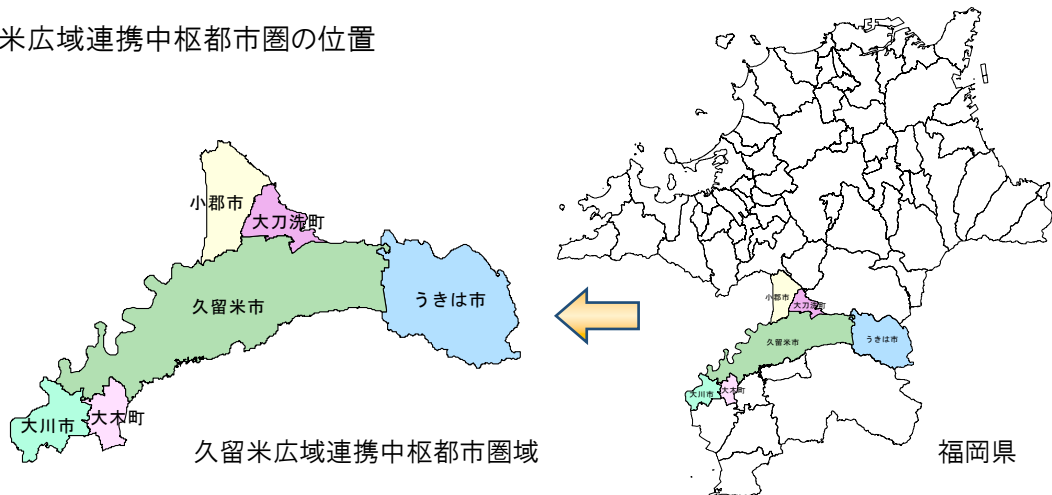 米広域連携中枢都市圏の位置
小郡市
大刀洗町
久留米市
うきは市
大川市
大木町
久留米広域連携中枢都市圏域
小郡市
大刀洗町
久留米市
うきは市
大川市
大木町
福岡県